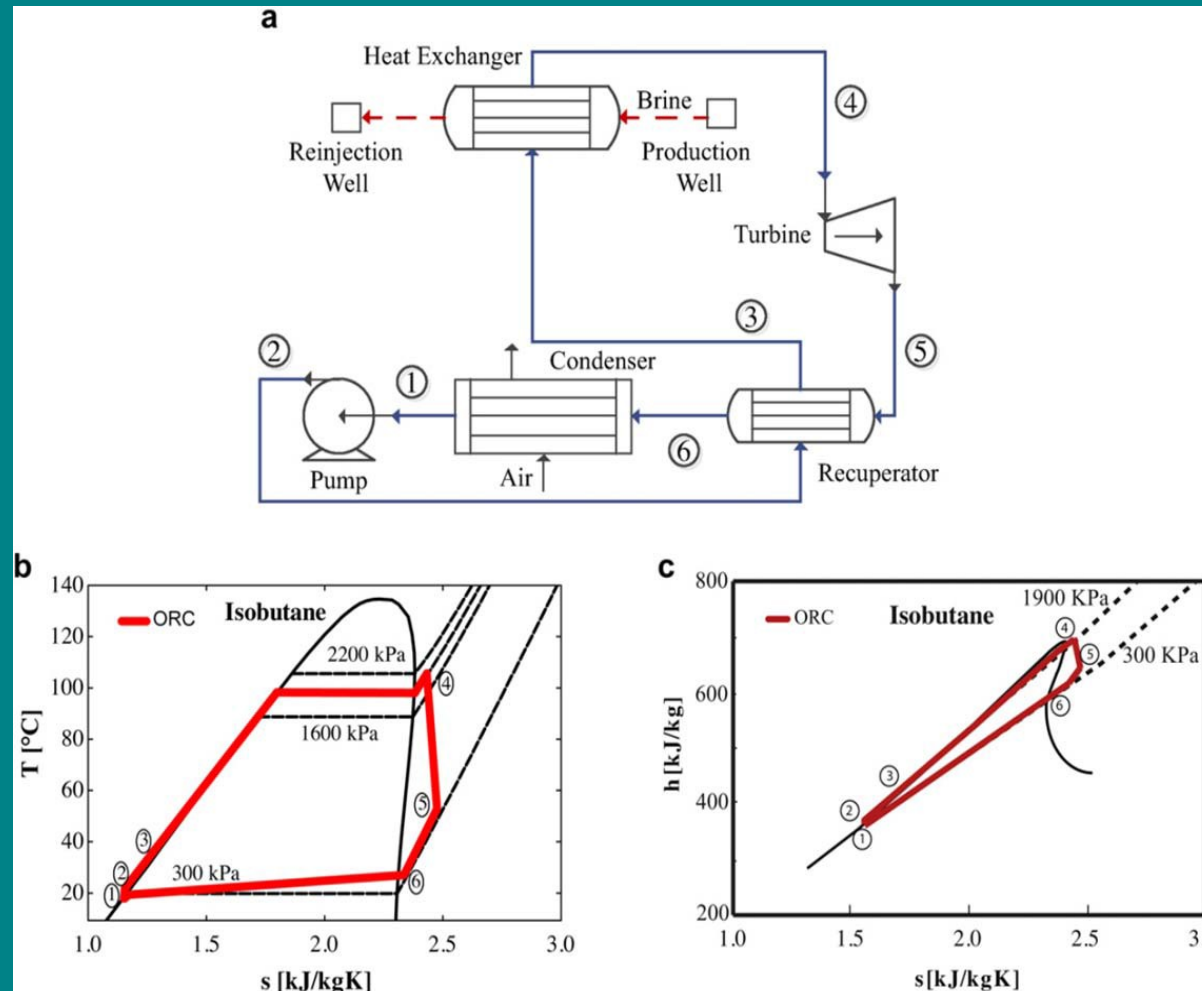 a
Heat Exchanger
④
Brine
Reinjection
Well
Production
Well
Turbine
③
②
①
Condenser
⑤
⑥
Pump
Air
Recuperator
b
140
ORC
Isobutane
120
2200 kPa
100
④
1600 kPa
80
T [°C]
60
⑤
40
③
②
300 kPa
①
⑥
20
1.0
1.5
2.0
2.5
3.0
s [kJ/kgK]
c
800
1900 KPa
ORC
Isobutane
④
⑤
300 KPa
600
⑥
h [kJ/kg]
③
②
400
①
200
1.0
1.5
2.0
2.5
3
s[kJ/kgK]